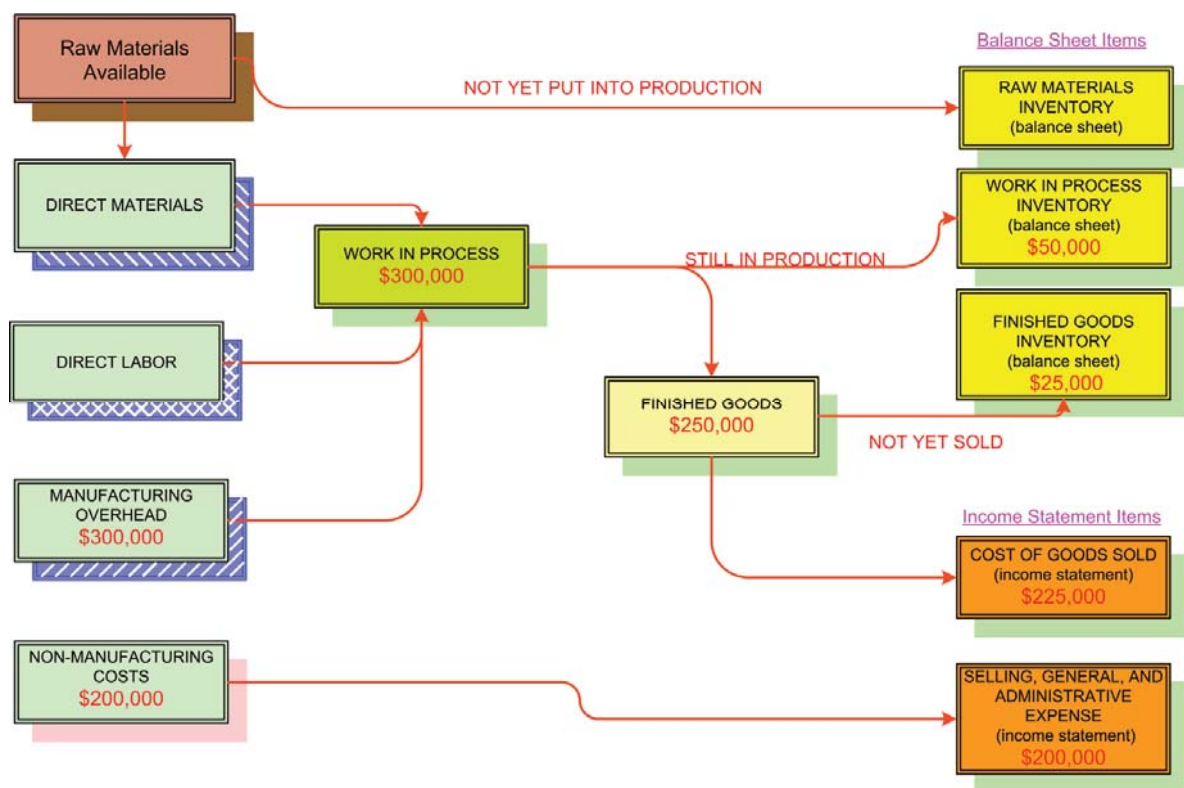 Raw Materials
Available
Balance Sheet Items
NOT YET PUT INTO PRODUCTION
RAW MATERIALS
INVENTORY
(balance sheet)
DIRECT MATERIALS
WORK IN PROCESS
INVENTORY
(balance sheet)
$50,000
WORK IN PROCESS
$300,000
STILL IN PRODUCTION
FINISHED GOODS
INVENTORY
(balance sheet)
$25,000
DIRECT LABOR
FINISHED GOODS
$250,000
NOT YET SOLD
MANUFACTURING
OVERHEAD
$300,000
Income Statement Items
COST OF GOODS SOLD
(income statement)
$225,000
NON-MANUFACTURING
COSTS
$200,000
SELLING, GENERAL, AND
ADMINISTRATIVE
EXPENSE
(income statement)
$200,000